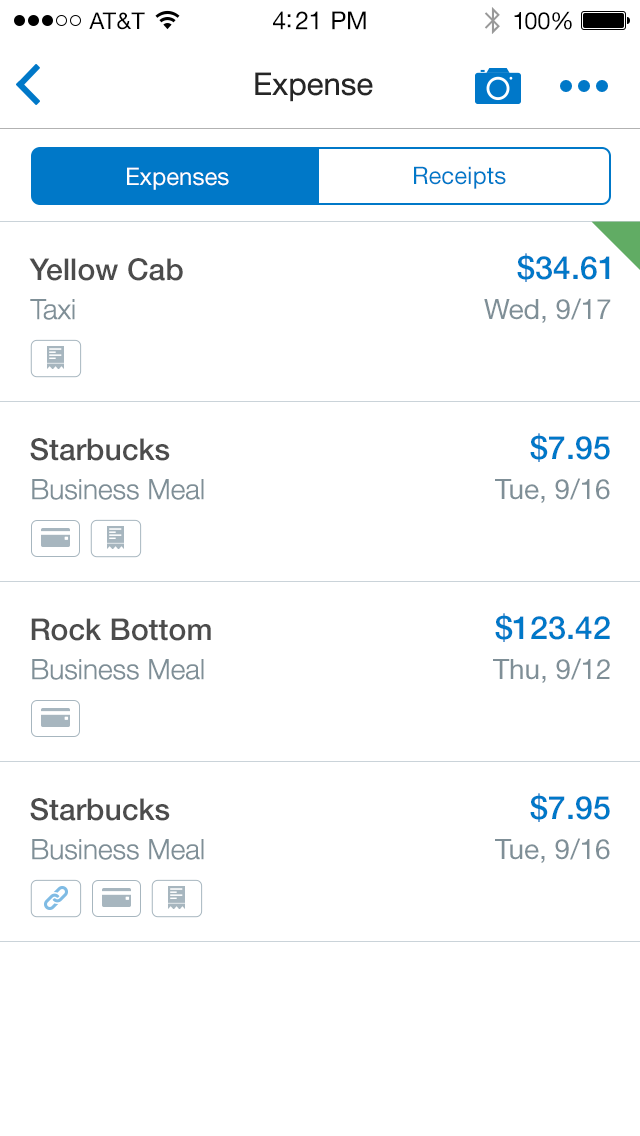 AT&T 4:21 PM 100%
Expense
Expenses Receipts
Yellow Cab $34.61
Taxi Wed, 9/17
Starbucks $7.95
Business Meal Tue, 9/16
Rock Bottom $123.42
Business Meal Thu, 9/12
Starbucks $7.95
Business Meal Tue, 9/16